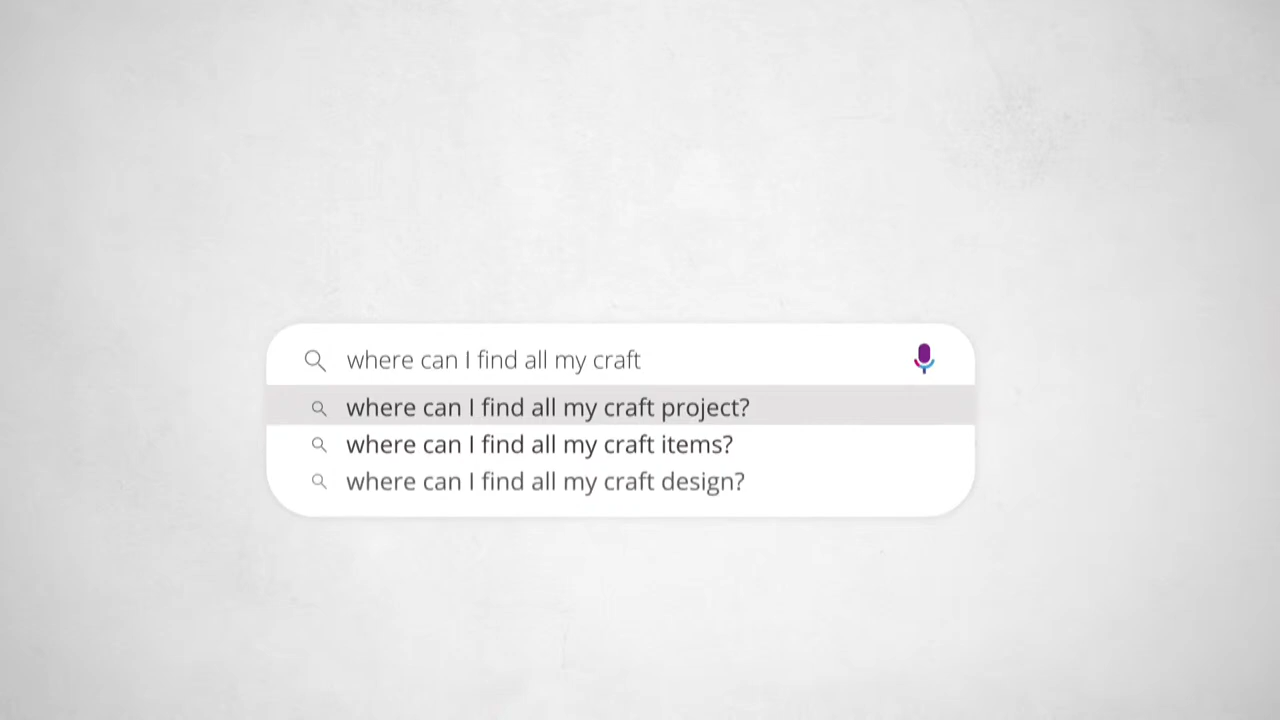 where can I find all my craft
where can I find all my craft project?
where can I find all my craft items?
where can I find all my craft design?